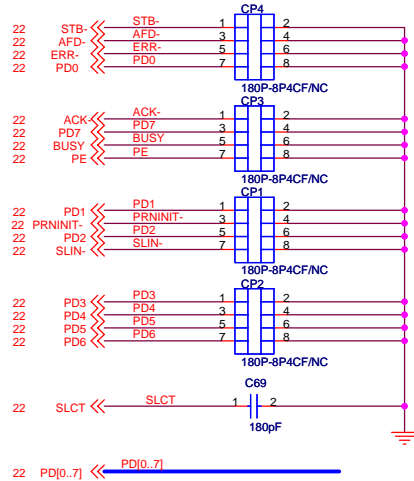 CP4
22 STB- STB- 1 2
22 AFD- AFD- 3 4
22 ERR- ERR- 5 6
22 PD0 PD0 7 8
180P-8P4CF/NC
CP3
22 ACK- ACK- 1 2
22 PD7 PD7 3 4
22 BUSY BUSY 5 6
22 PE PE 7 8
180P-8P4CF/NC
CP1
22 PD1 PD1 1 2
22 PRNINIT- PRNINIT- 3 4
22 PD2 PD2 5 6
22 SLIN- SLIN- 7 8
180P-8P4CF/NC
CP2
22 PD3 PD3 1 2
22 PD4 PD4 3 4
22 PD5 PD5 5 6
22 PD6 PD6 7 8
180P-8P4CF/NC
C69
22 SLCT SLCT 1 2
180pF
22 PD[0..7] PD[0..7]